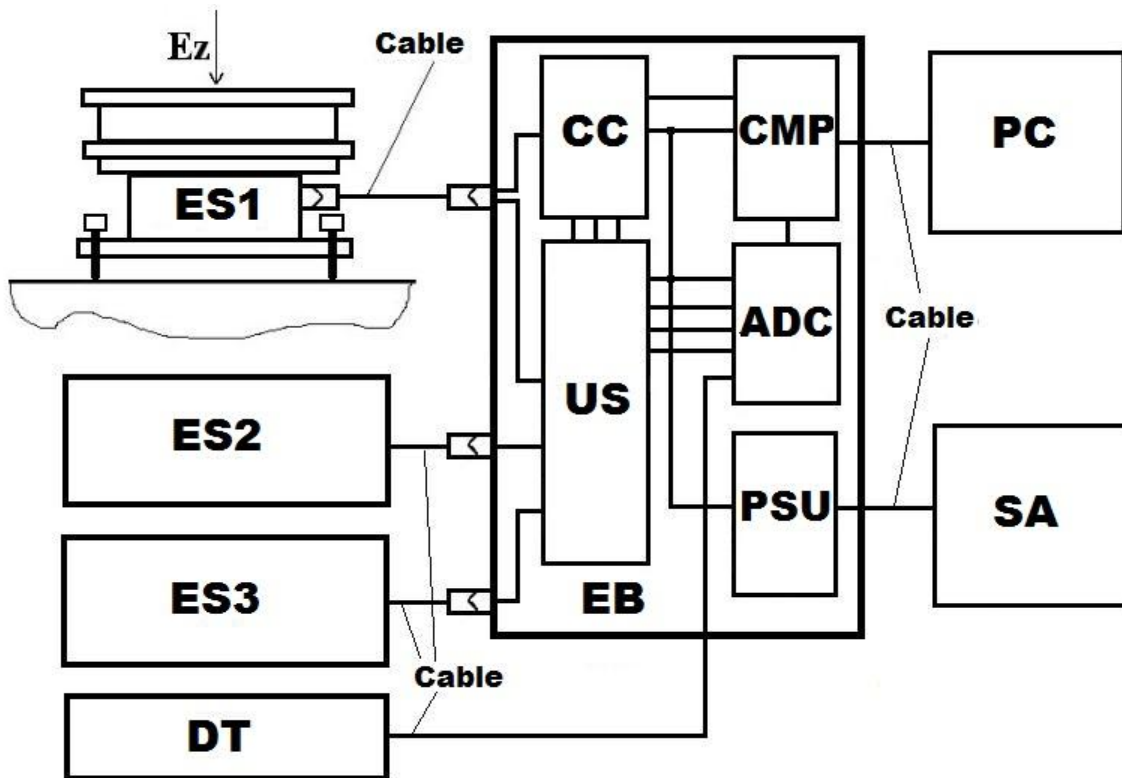 Ez
Cable
CC
CMP
PC
ES1
ADC
Cable
US
ES2
PSU
SA
ES3
EB
Cable
DT